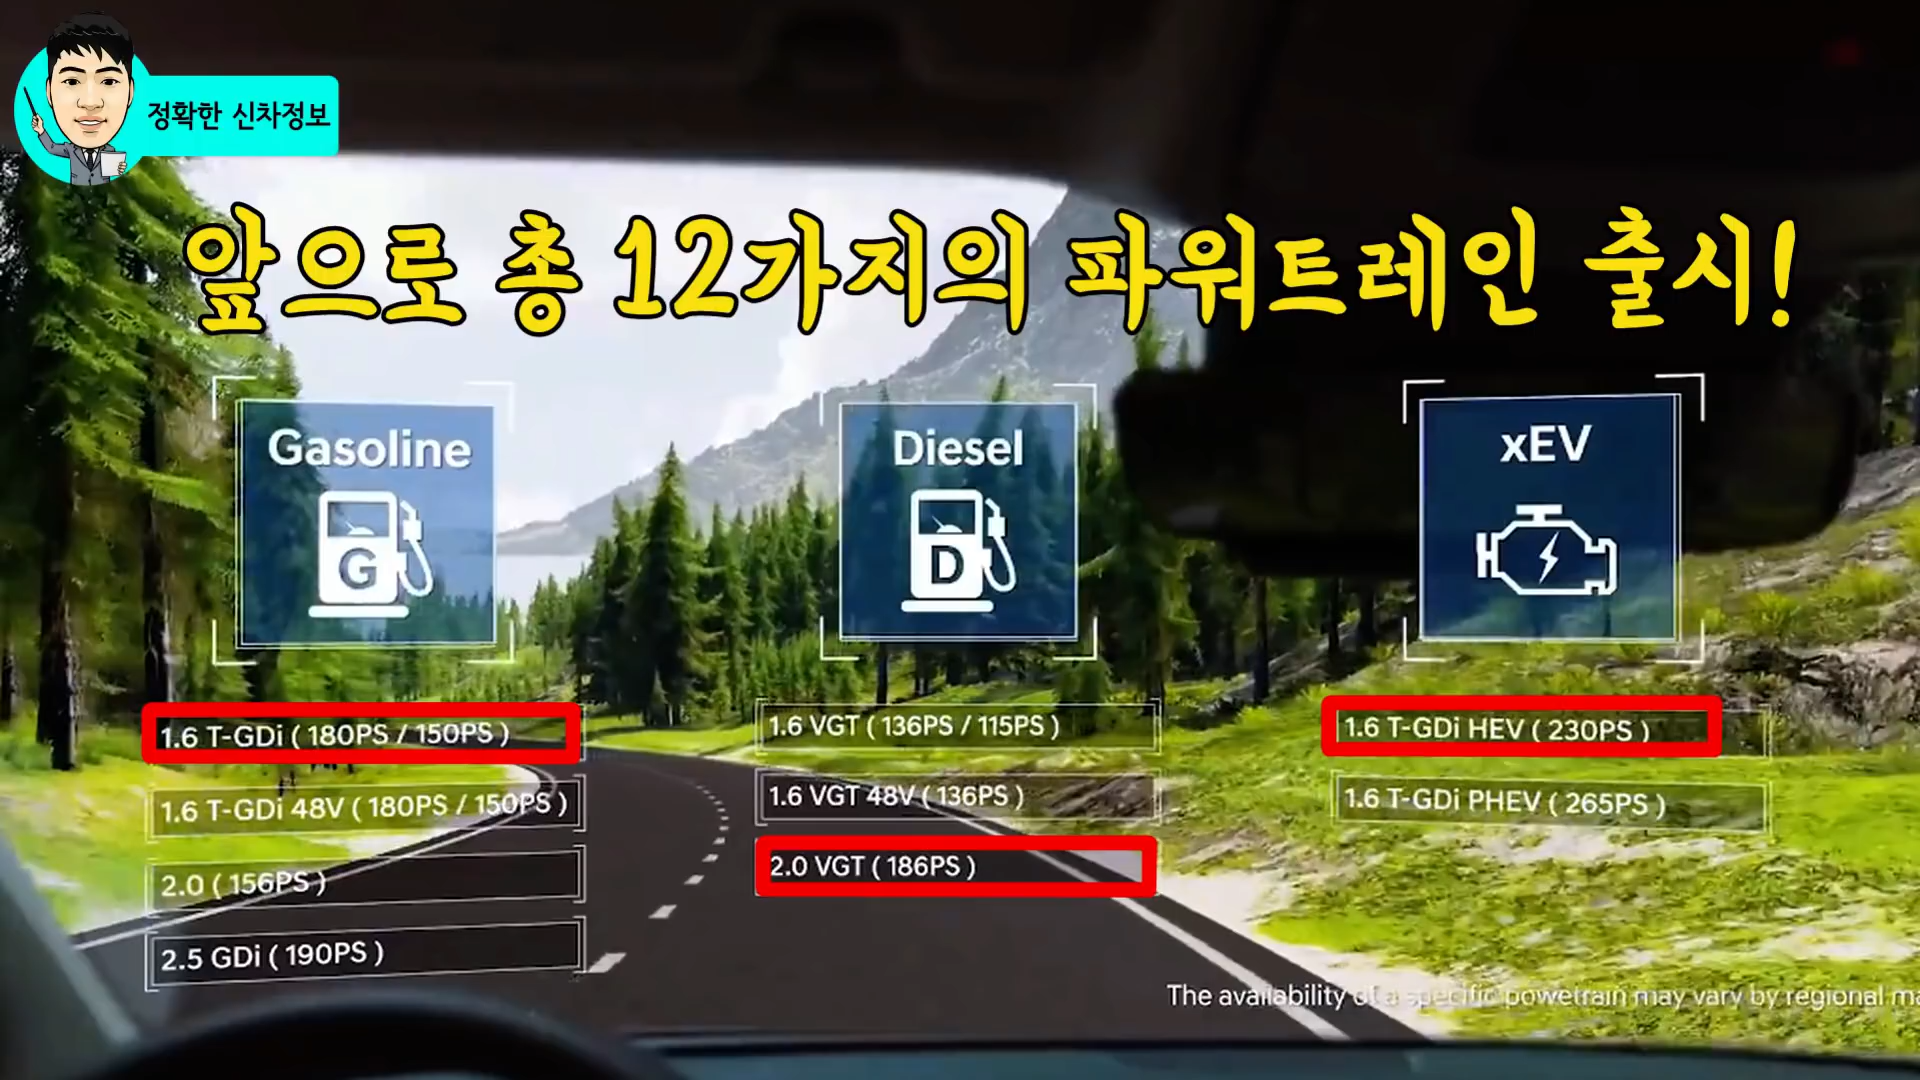 정확한 신차정보
앞으로 총 12가지의 파워트레인 출시!
Gasoline
G
1.6 T-GDi ( 180PS / 150PS )
1.6 T-GDi 48V ( 180PS / 150PS )
2.0 ( 156PS )
2.5 GDi ( 190PS )
Diesel
D
1.6 VGT ( 136PS / 115PS )
1.6 VGT 48V ( 136PS )
2.0 VGT ( 186PS )
xEV
1.6 T-GDi HEV ( 230PS )
1.6 T-GDi PHEV ( 265PS )
The availability of a specific powetrain may vary by regional